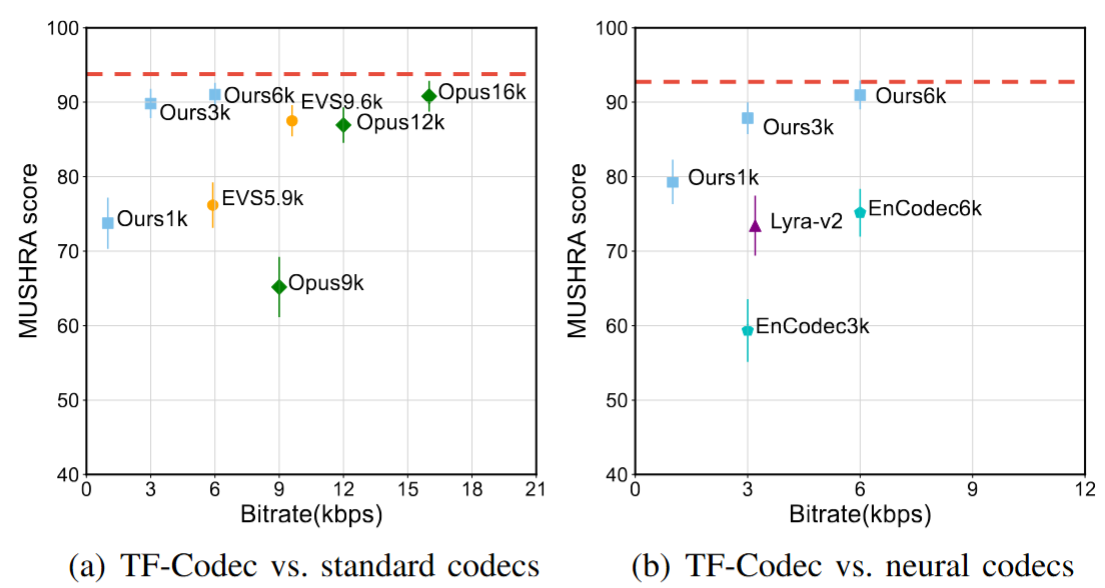 100
90
80
70
60
50
40
MUSHRA score
Ours6k
Ours3k
EVS9.6k
Opus16k
Opus12k
EVS5.9k
Ours1k
Opus9k
0 3 6 9 12 15 18 21
Bitrate(kbps)
(a) TF-Codec vs. standard codecs
100
90
80
70
60
50
40
MUSHRA score
Ours6k
Ours3k
Ours1k
EnCodec6k
Lyra-v2
EnCodec3k
0 3 6 9 12
Bitrate(kbps)
(b) TF-Codec vs. neural codecs